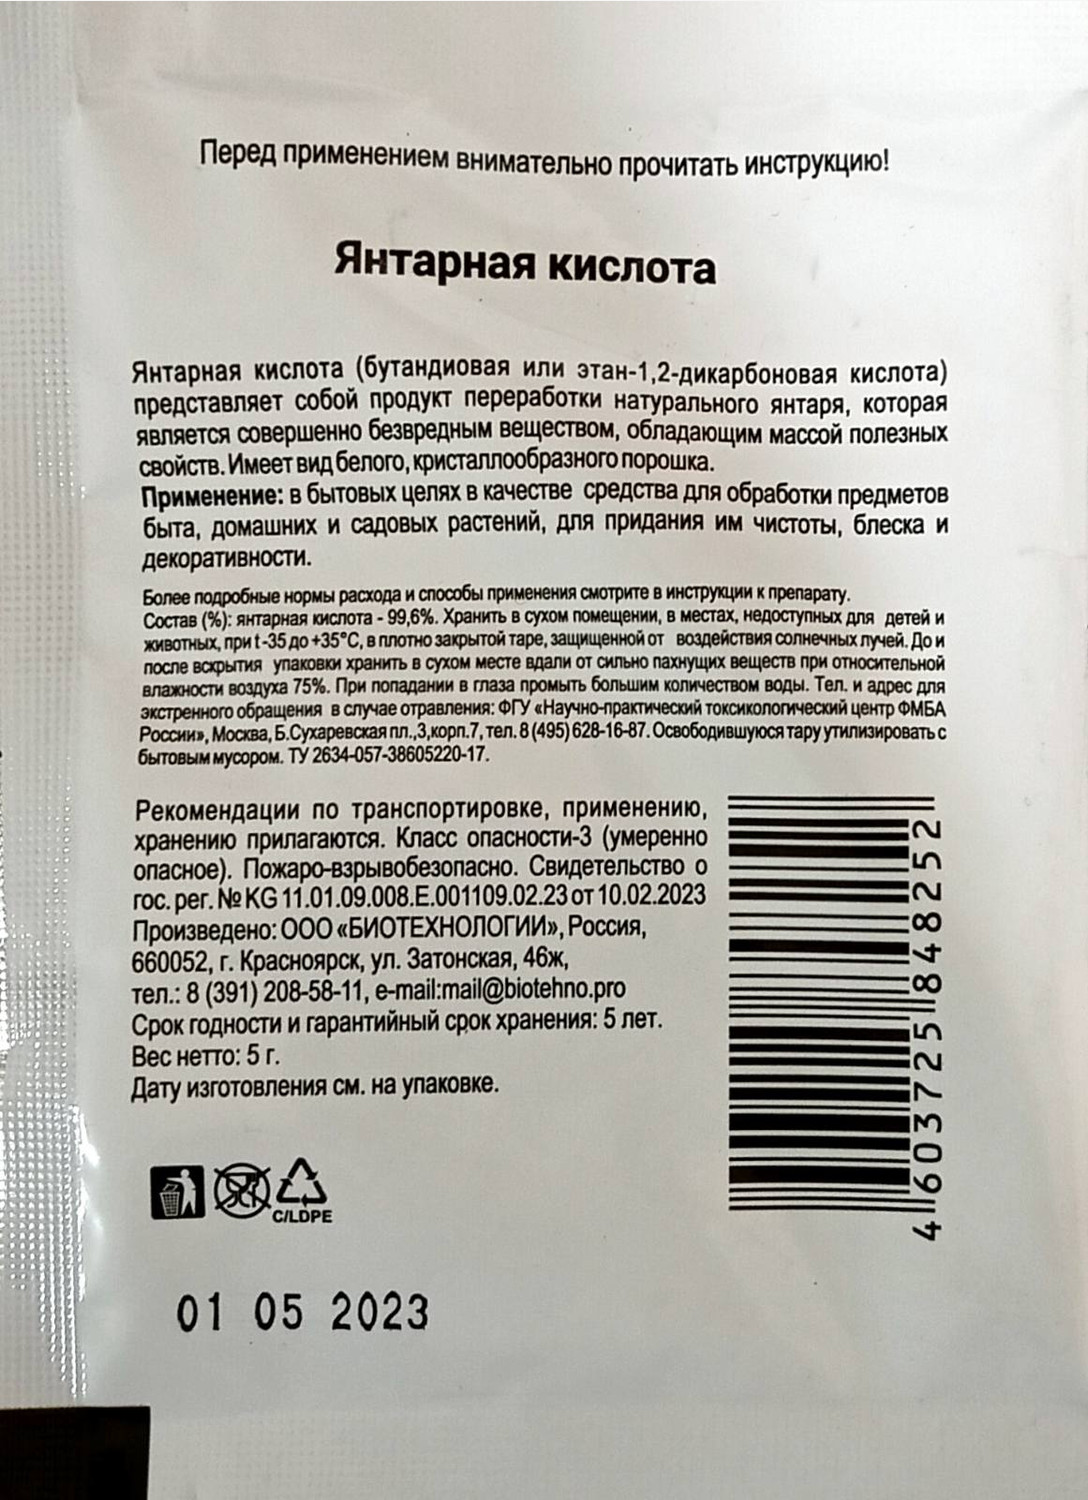 Перед применением внимательно прочитать инструкцию!
Янтарная кислота
Янтарная кислота (бутандиовая или этан-1,2-дикарбоновая кислота)
представляет собой продукт переработки натурального янтаря, которая
является совершенно безвредным веществом, обладающим массой полезных
свойств. Имеет вид белого, кристаллообразного порошка.
Применение: в бытовых целях в качестве средства для обработки предметов
быта, домашних и садовых растений, для придания им чистоты, блеска и
декоративности.
Более подробные нормы расхода и способы применения смотрите в инструкции к препарату.
Состав (%): янтарная кислота - 99,6%. Хранить в сухом помещении, в местах, недоступных для детей и
животных, при t -35 до +35°С, в плотно закрытой таре, защищенной от воздействия солнечных лучей. До и
после вскрытия упаковки хранить в сухом месте вдали от сильно пахнущих веществ при относительной
влажности воздуха 75%. При попадании в глаза промыть большим количеством воды. Тел. и адрес для
экстренного обращения в случае отравления: ФГУ «Научно-практический токсикологический центр ФМБА
России», Москва, Б.Сухаревская пл.,3,корп.7, тел. 8 (495) 628-16-87. Освободившуюся тару утилизировать с
бытовым мусором. ТУ 2634-057-38605220-17.
Рекомендации по транспортировке, применению,
хранению прилагаются. Класс опасности-3 (умеренно
опасное). Пожаро-взрывобезопасно. Свидетельство о
гос. рег. № KG 11.01.09.008.E.001109.02.23 от 10.02.2023
Произведено: ООО «БИОТЕХНОЛОГИИ», Россия,
660052, г. Красноярск, ул. Затонская, 46ж,
тел.: 8 (391) 208-58-11, e-mail:mail@biotehno.pro
Срок годности и гарантийный срок хранения: 5 лет.
Вес нетто: 5 г.
Дату изготовления см. на упаковке.
4 603725 848252
C/LDPE
01 05 2023